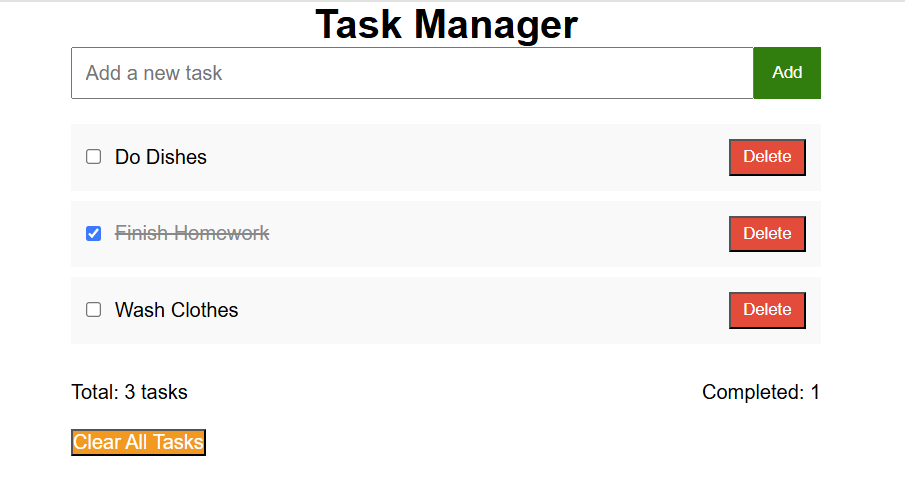 Task Manager
Add a new task Add
Do Dishes Delete
Finish Homework Delete
Wash Clothes Delete
Total: 3 tasks Completed: 1
Clear All Tasks